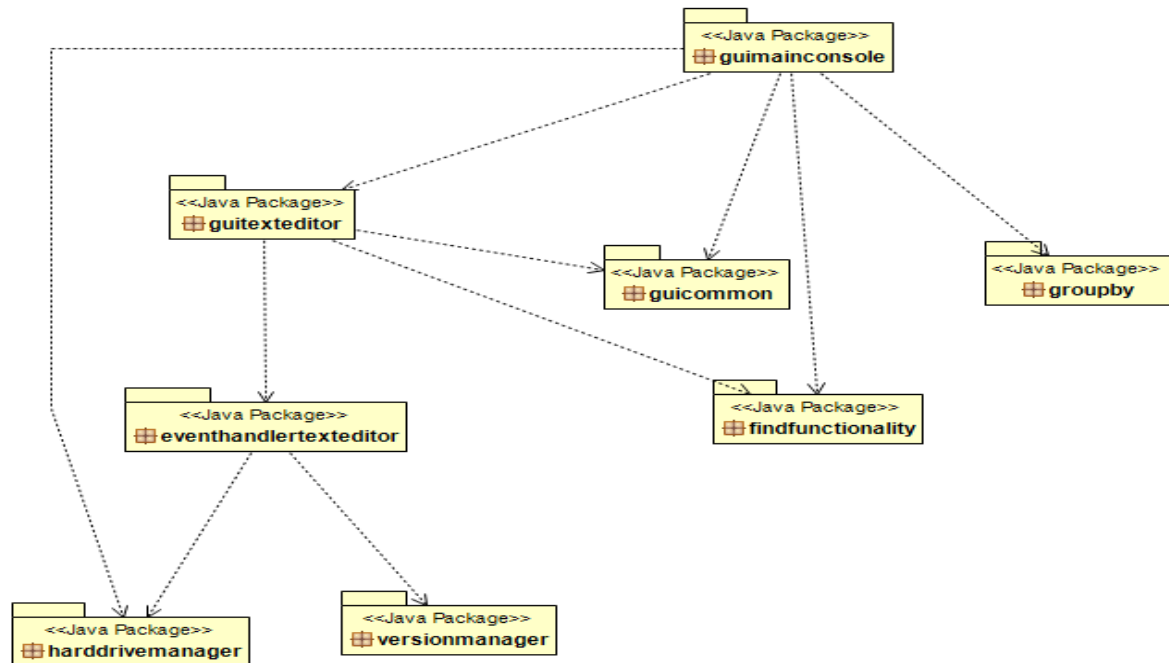 <<Java Package>>
guimainconsole
<<Java Package>>
guitexteditor
<<Java Package>>
guicommon
<<Java Package>>
groupby
<<Java Package>>
eventhandlertexteditor
<<Java Package>>
findfunctionality
<<Java Package>>
harddrivemanager
<<Java Package>>
versionmanager